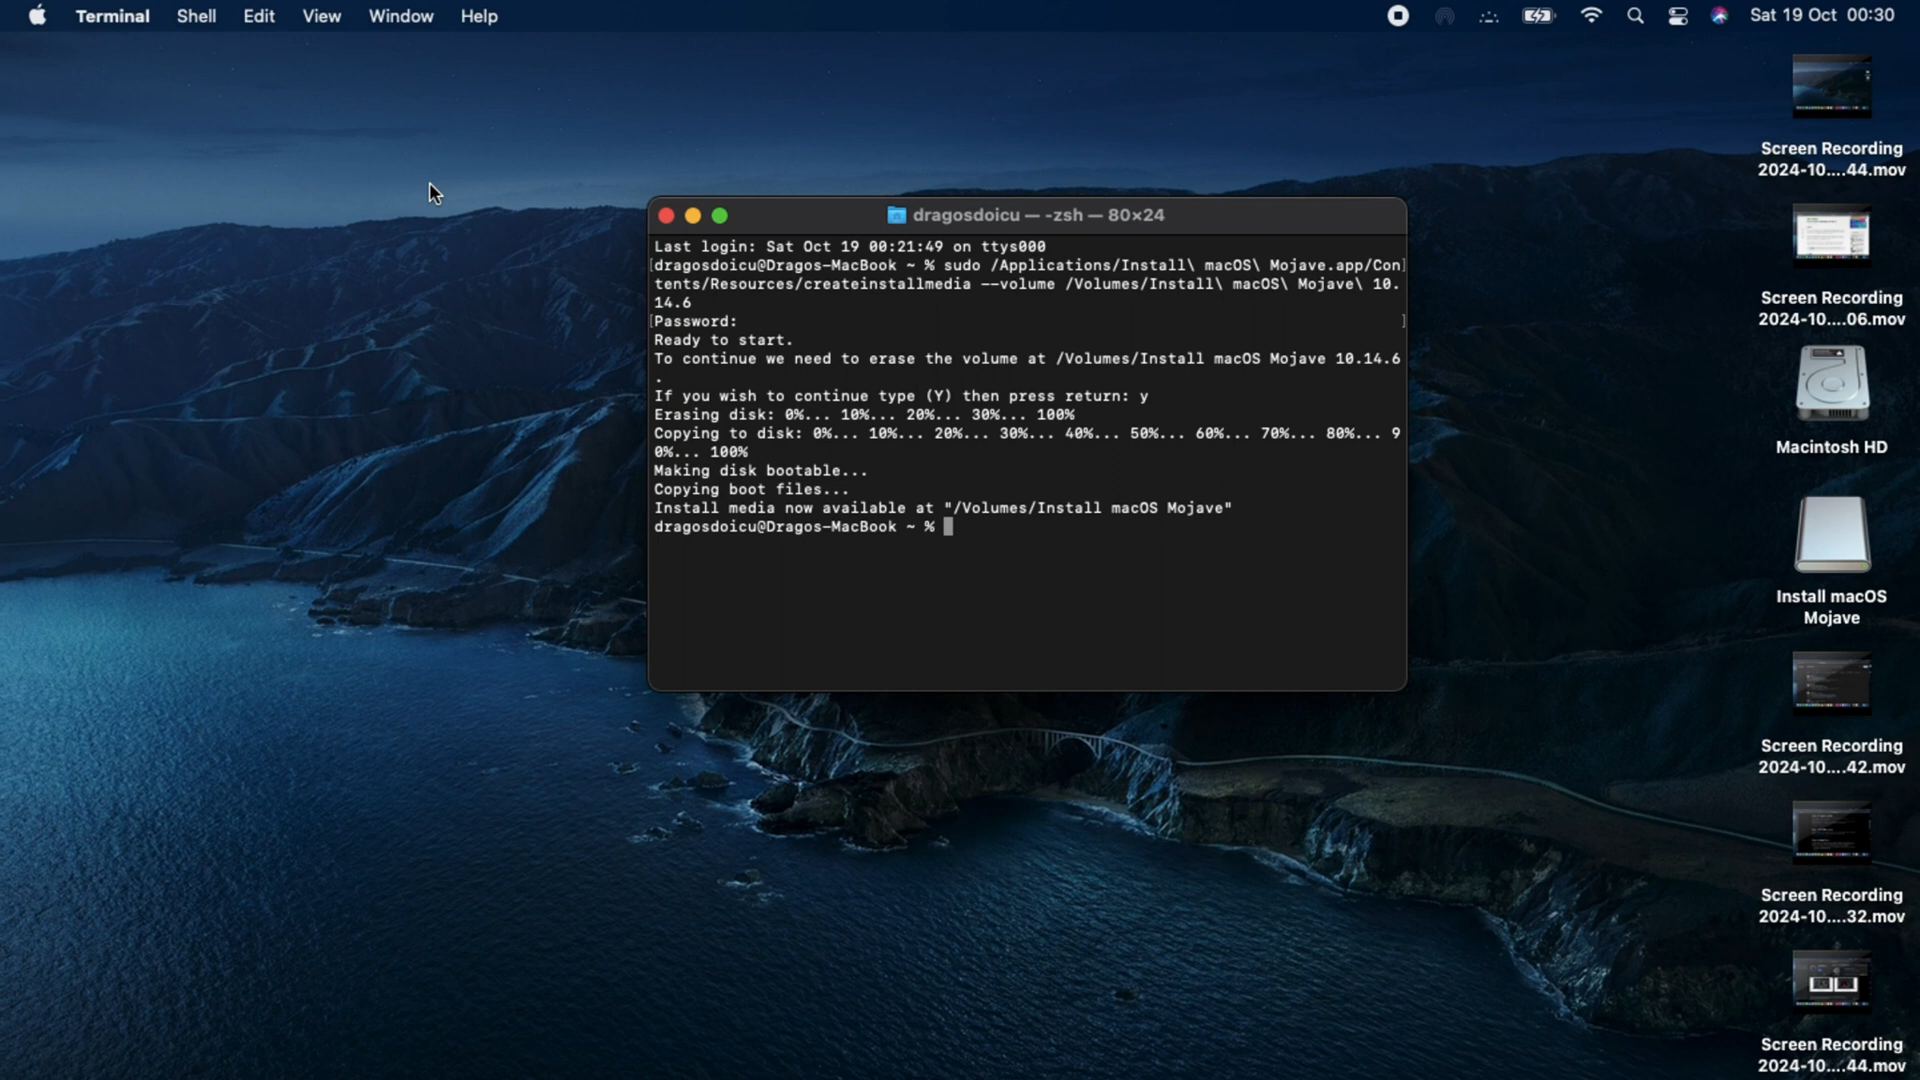 Terminal Shell Edit View Window Help
Sat 19 Oct 00:30
dragosdoicu — -zsh — 80×24
Last login: Sat Oct 19 00:21:49 on ttys000
[dragosdoicu@Dragos-MacBook ~ % sudo /Applications/Install\ macOS\ Mojave.app/Con]
tents/Resources/createinstallmedia --volume /Volumes/Install\ macOS\ Mojave\ 10.
14.6
[Password: ]
Ready to start.
To continue we need to erase the volume at /Volumes/Install macOS Mojave 10.14.6
.
If you wish to continue type (Y) then press return: y
Erasing disk: 0%... 10%... 20%... 30%... 100%
Copying to disk: 0%... 10%... 20%... 30%... 40%... 50%... 60%... 70%... 80%... 9
0%... 100%
Making disk bootable...
Copying boot files...
Install media now available at "/Volumes/Install macOS Mojave"
dragosdoicu@Dragos-MacBook ~ %
Screen Recording
2024-10....44.mov
Screen Recording
2024-10....06.mov
Macintosh HD
Install macOS
Mojave
Screen Recording
2024-10....42.mov
Screen Recording
2024-10....32.mov
Screen Recording
2024-10....44.mov